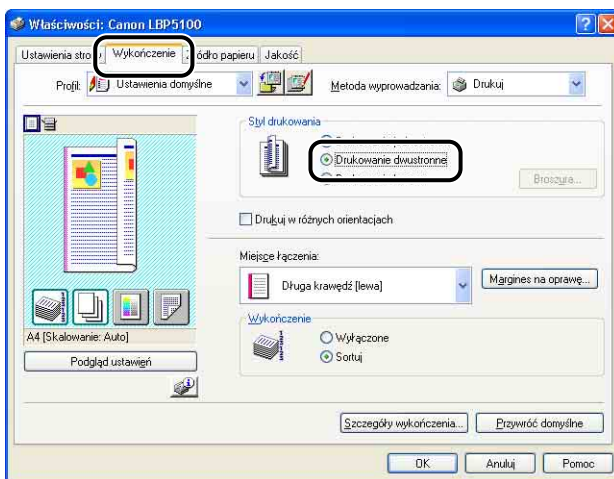 Właściwości: Canon LBP5100
Ustawienia stro
Wykończenie
ódło papieru
Jakość
Profil:
Ustawienia domyślne
Metoda wyprowadzania:
Drukuj
Styl drukowania
Drukowanie dwustronne
Broszura...
Drukuj w różnych orientacjach
Miejsce łączenia:
Długa krawędź [lewa]
Margines na oprawę...
Wykończenie
Wyłączone
Sortuj
A4 [Skalowanie: Auto]
Podgląd ustawień
Szczegóły wykończenia...
Przywróć domyślne
OK
Anuluj
Pomoc